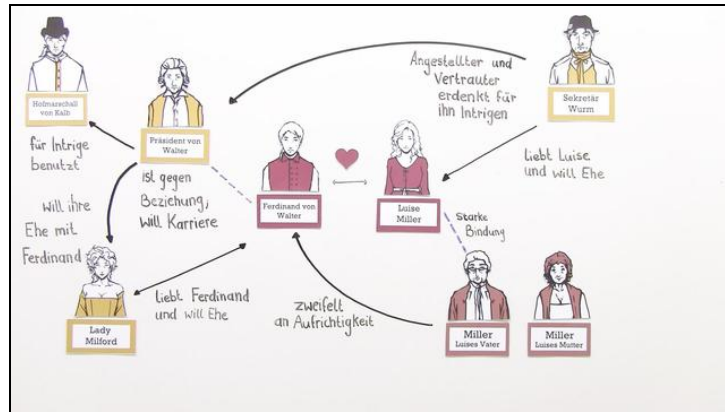 Hofmarschall
von Kalb
Präsident von
Walter
Angestellter und
Vertrauter
erdenkt für
ihn Intrigen
Sekretär
Wurm
für Intrige
benutzt
ist gegen
Beziehung,
will Karriere
Ferdinand von
Walter
Luise
Miller
liebt Luise
und will Ehe
will ihre
Ehe mit
Ferdinand
Starke
Bindung
Lady
Milford
liebt Ferdinand
und will Ehe
zweifelt
an Aufrichtigkeit
Miller
Luises Vater
Miller
Luises Mutter